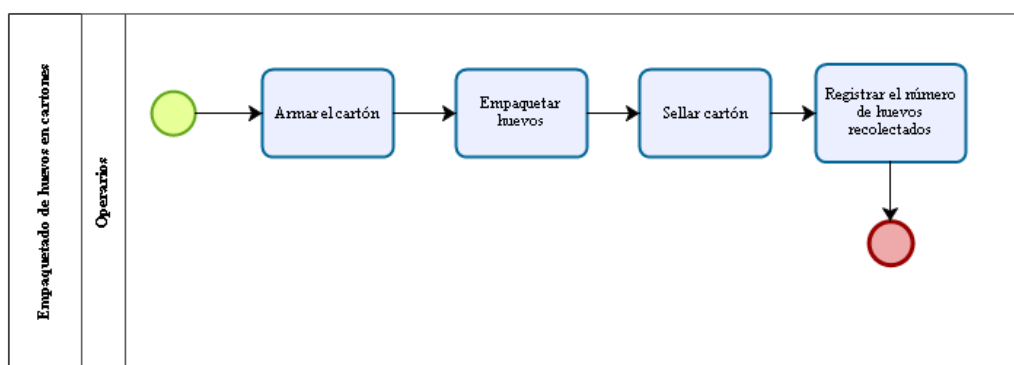 Empaquetado de huevos en cartones
Operarios
Armar el cartón
Empaquetar
huevos
Sellar cartón
Registrar el número
de huevos
recolectados